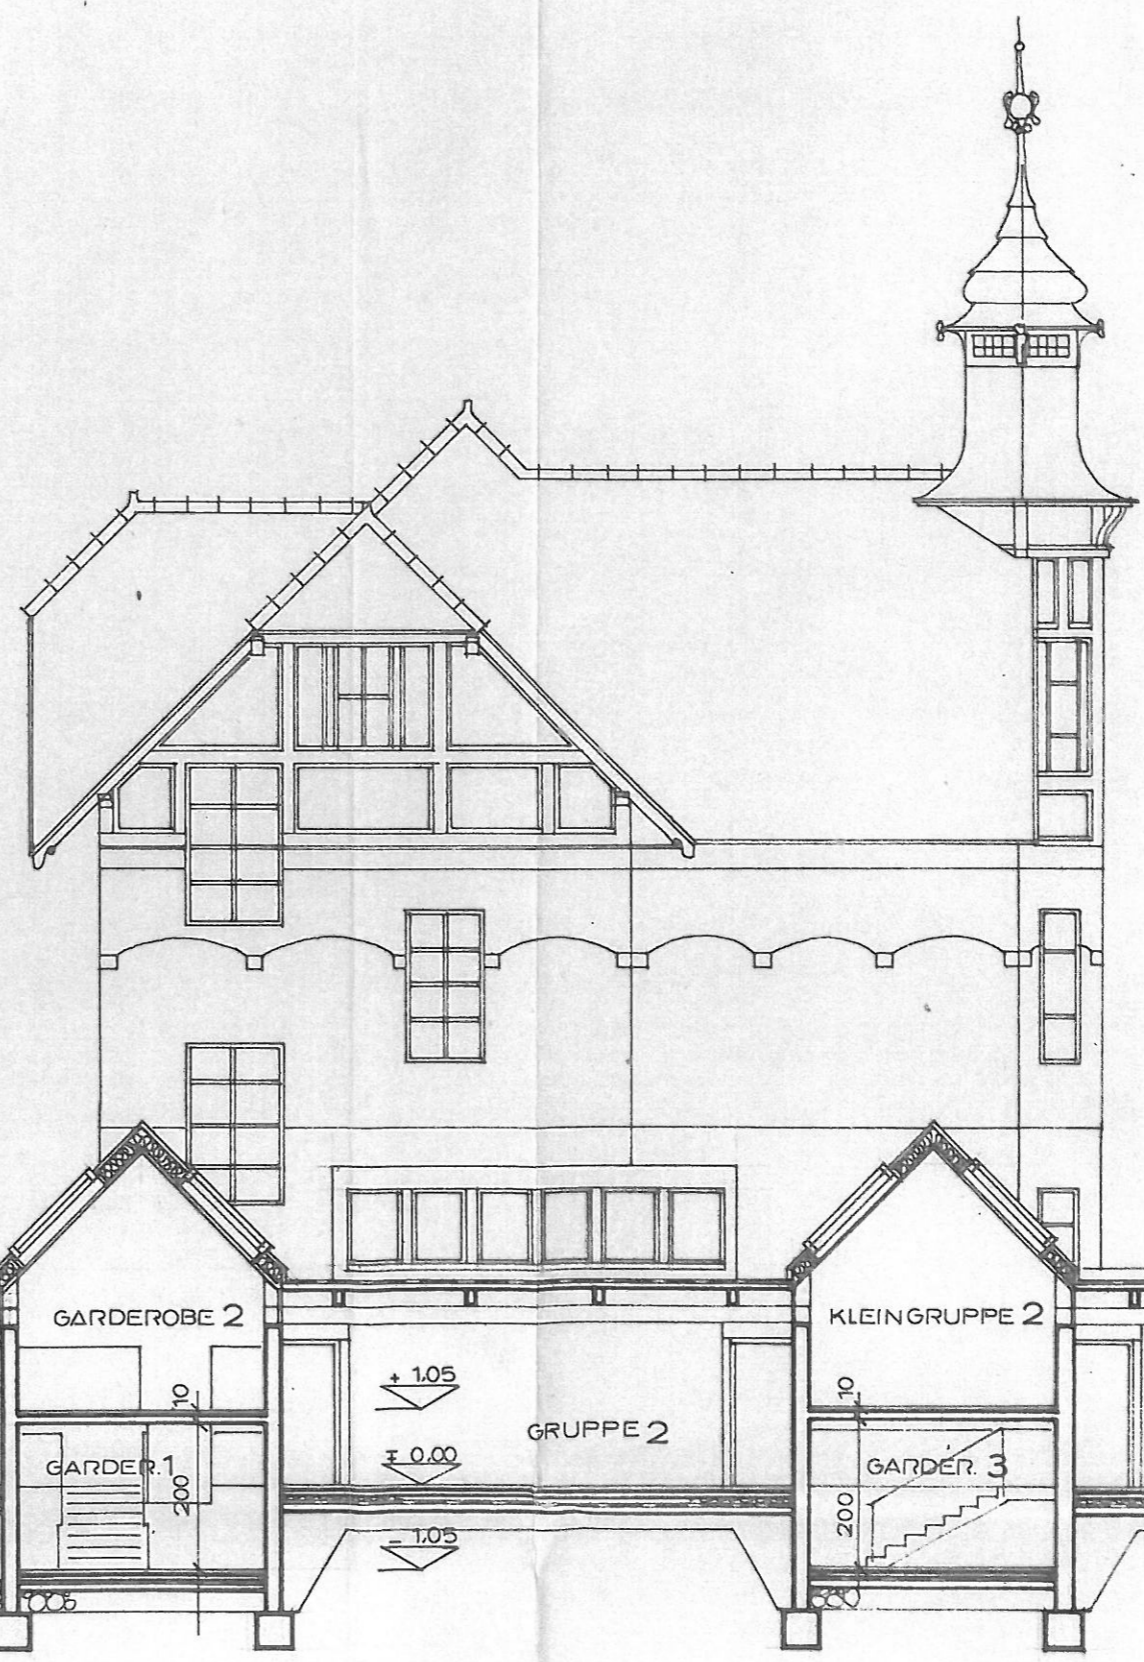 GARDEROBE 2
KLEINGRUPPE 2
+ 1.05
10
10
GRUPPE 2
∓ 0.00
GARDER. 1
GARDER. 3
200
200
- 1.05